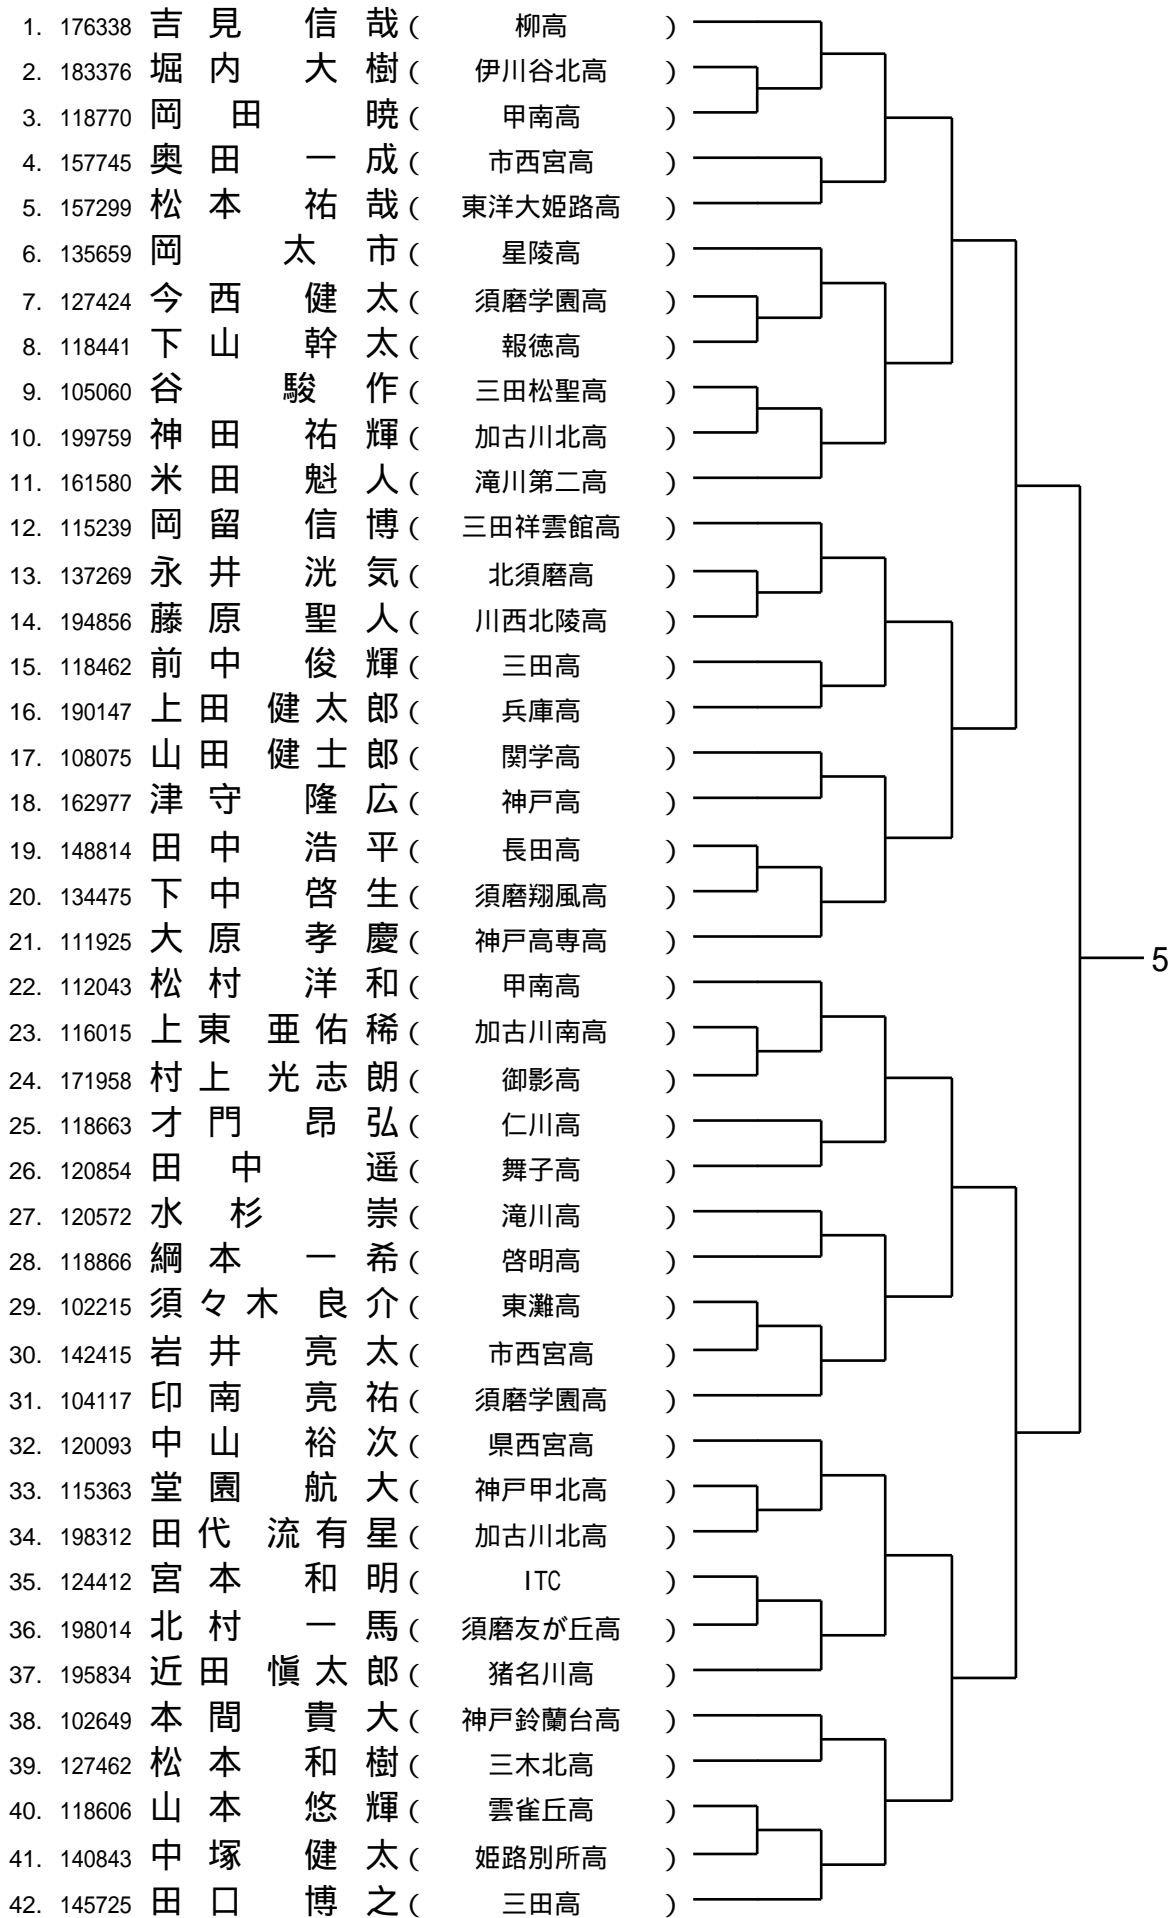 1. 176338 吉見 信哉 ( 柳高 )
2. 183376 堀内 大樹 ( 伊川谷北高 )
3. 118770 岡田 暁 ( 甲南高 )
4. 157745 奥田 一成 ( 市西宮高 )
5. 157299 松本 祐哉 ( 東洋大姫路高 )
6. 135659 岡 太市 ( 星陵高 )
7. 127424 今西 健太 ( 須磨学園高 )
8. 118441 下山 幹太 ( 報徳高 )
9. 105060 谷 駿作 ( 三田松聖高 )
10. 199759 神田 祐輝 ( 加古川北高 )
11. 161580 米田 魁人 ( 滝川第二高 )
12. 115239 岡留 信博 ( 三田祥雲館高 )
13. 137269 永井 洸気 ( 北須磨高 )
14. 194856 藤原 聖人 ( 川西北陵高 )
15. 118462 前中 俊輝 ( 三田高 )
16. 190147 上田 健太郎 ( 兵庫高 )
17. 108075 山田 健士郎 ( 関学高 )
18. 162977 津守 隆広 ( 神戸高 )
19. 148814 田中 浩平 ( 長田高 )
20. 134475 下中 啓生 ( 須磨翔風高 )
21. 111925 大原 孝慶 ( 神戸高専高 )
5
22. 112043 松村 洋和 ( 甲南高 )
23. 116015 上東 亜佑稀 ( 加古川南高 )
24. 171958 村上 光志朗 ( 御影高 )
25. 118663 才門 昂弘 ( 仁川高 )
26. 120854 田中 遥 ( 舞子高 )
27. 120572 水杉 崇 ( 滝川高 )
28. 118866 綱本 一希 ( 啓明高 )
29. 102215 須々木 良介 ( 東灘高 )
30. 142415 岩井 亮太 ( 市西宮高 )
31. 104117 印南 亮祐 ( 須磨学園高 )
32. 120093 中山 裕次 ( 県西宮高 )
33. 115363 堂園 航大 ( 神戸甲北高 )
34. 198312 田代 流有星 ( 加古川北高 )
35. 124412 宮本 和明 ( ITC )
36. 198014 北村 一馬 ( 須磨友が丘高 )
37. 195834 近田 愼太郎 ( 猪名川高 )
38. 102649 本間 貴大 ( 神戸鈴蘭台高 )
39. 127462 松本 和樹 ( 三木北高 )
40. 118606 山本 悠輝 ( 雲雀丘高 )
41. 140843 中塚 健太 ( 姫路別所高 )
42. 145725 田口 博之 ( 三田高 )